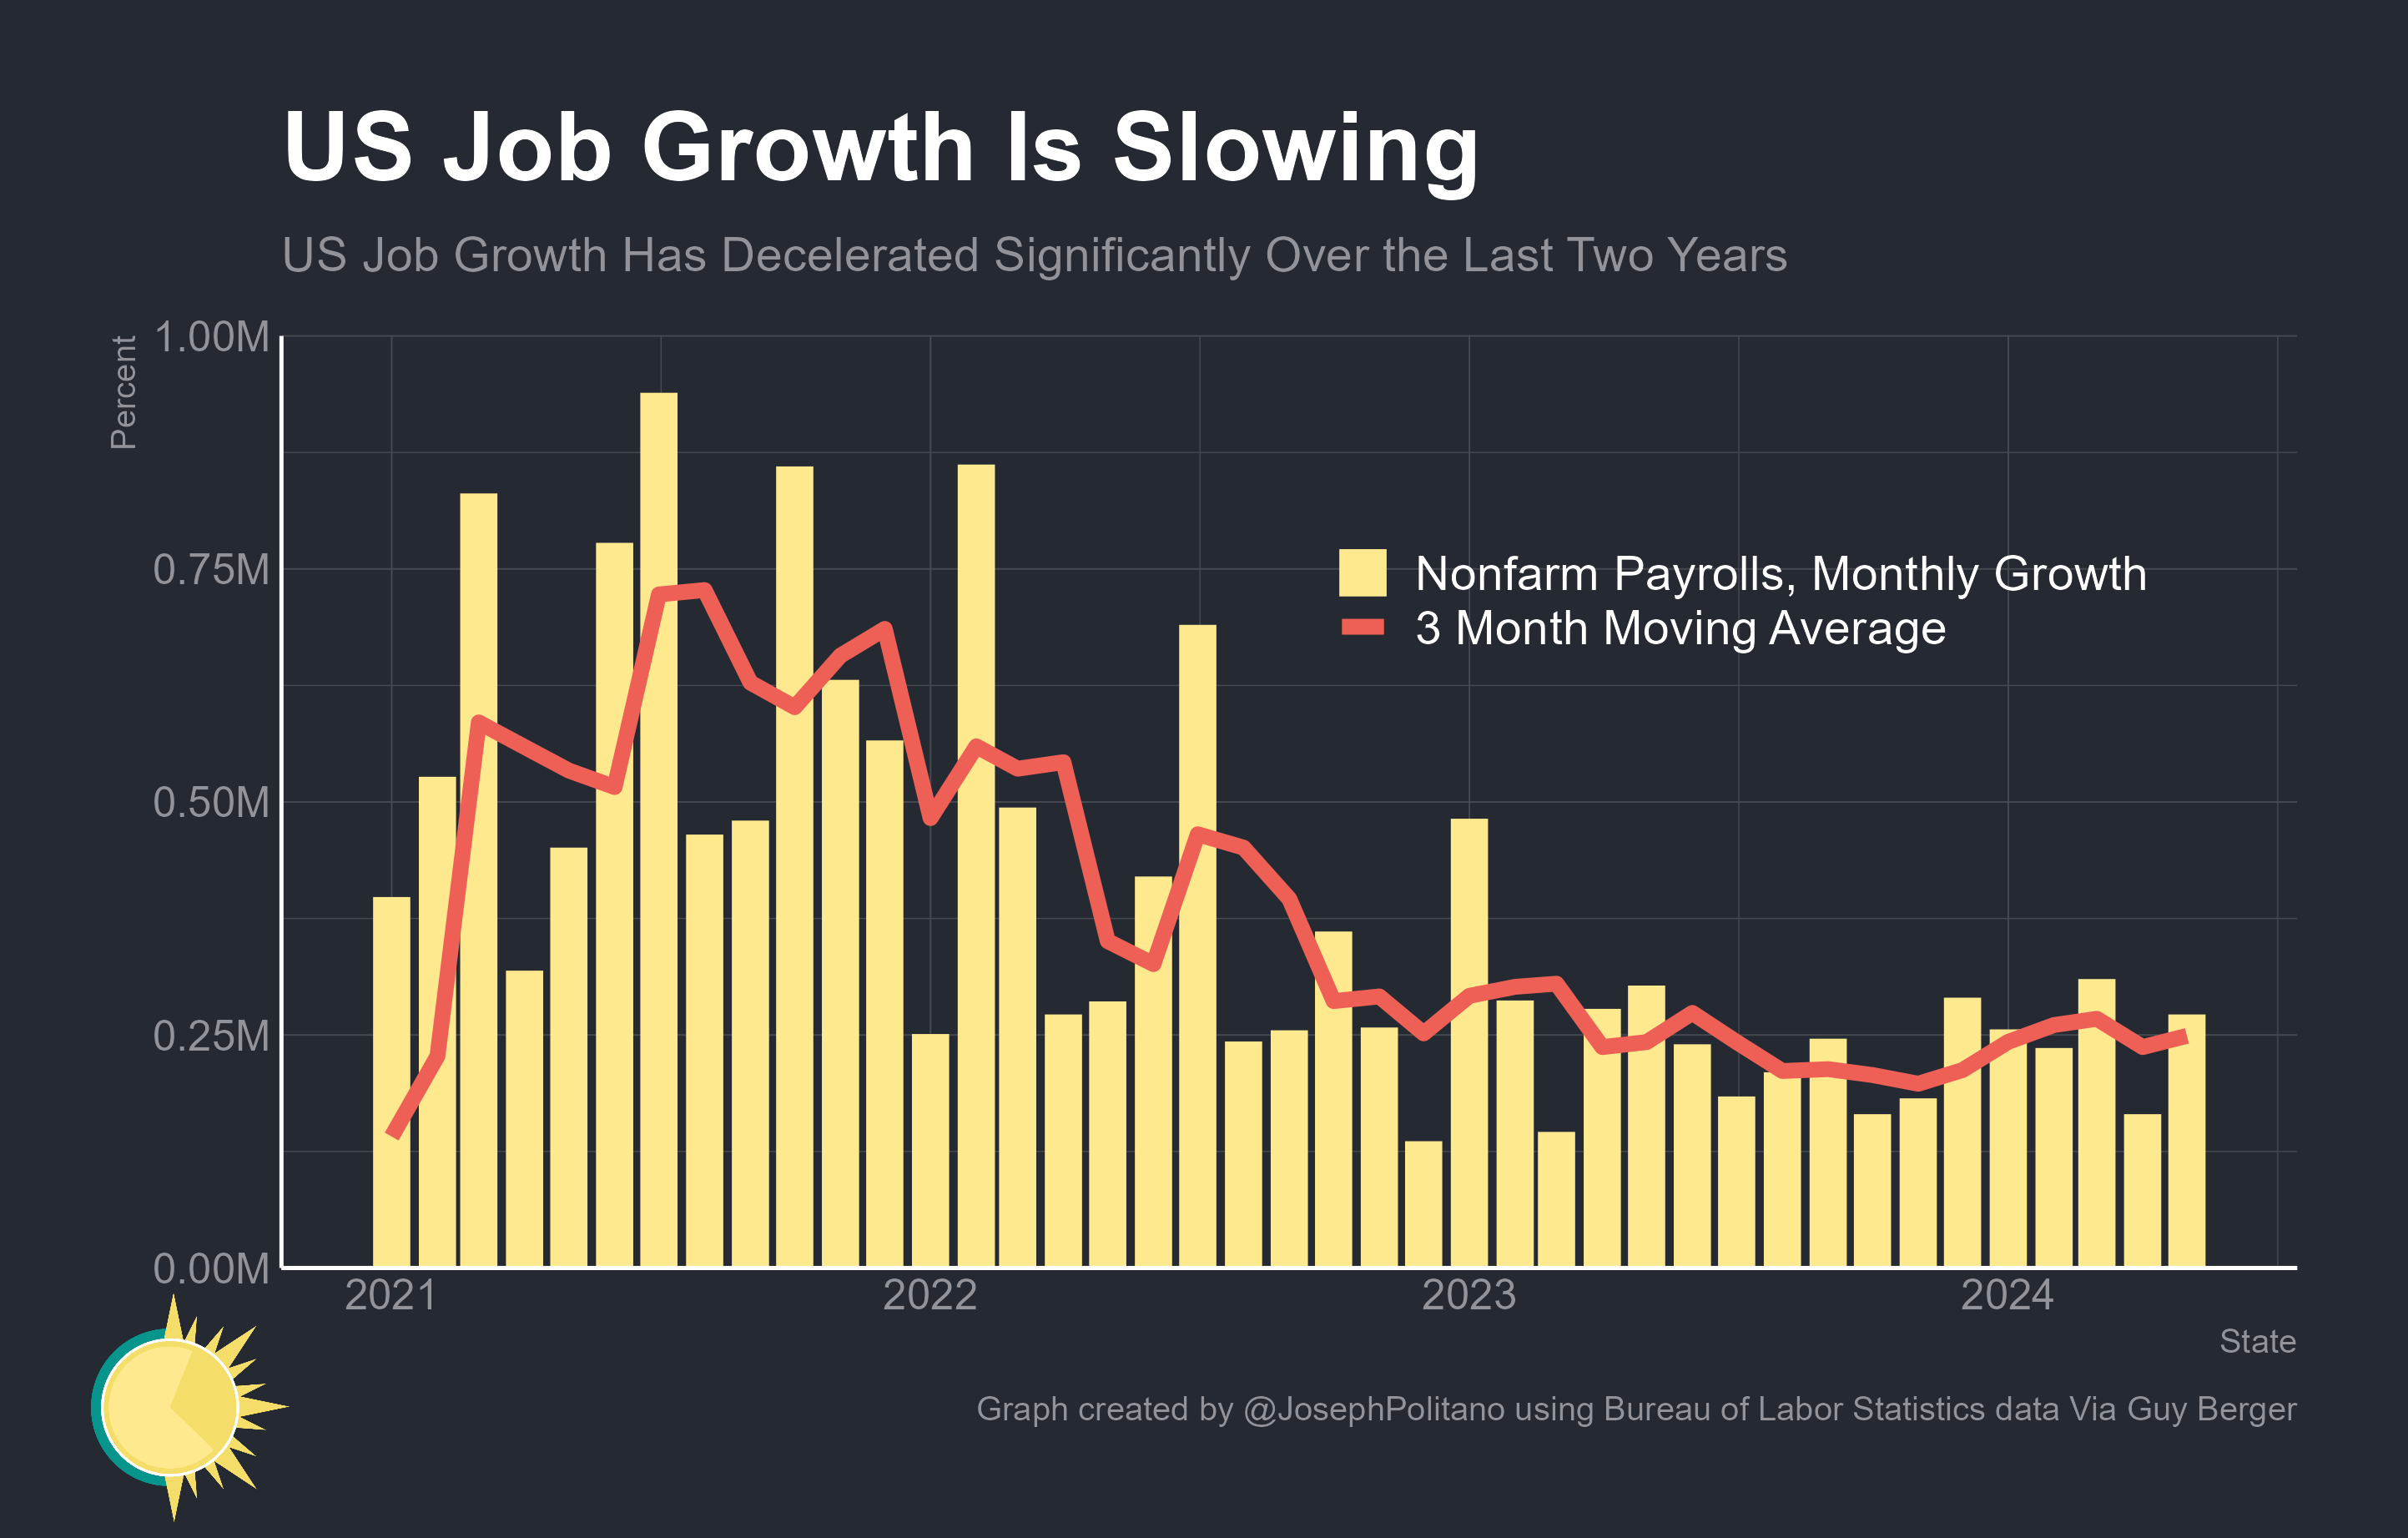 US Job Growth Is Slowing
US Job Growth Has Decelerated Significantly Over the Last Two Years
Percent
1.00M
0.75M
0.50M
0.25M
0.00M
Nonfarm Payrolls, Monthly Growth
3 Month Moving Average
2021 2022 2023 2024
State
Graph created by @JosephPolitano using Bureau of Labor Statistics data Via Guy Berger